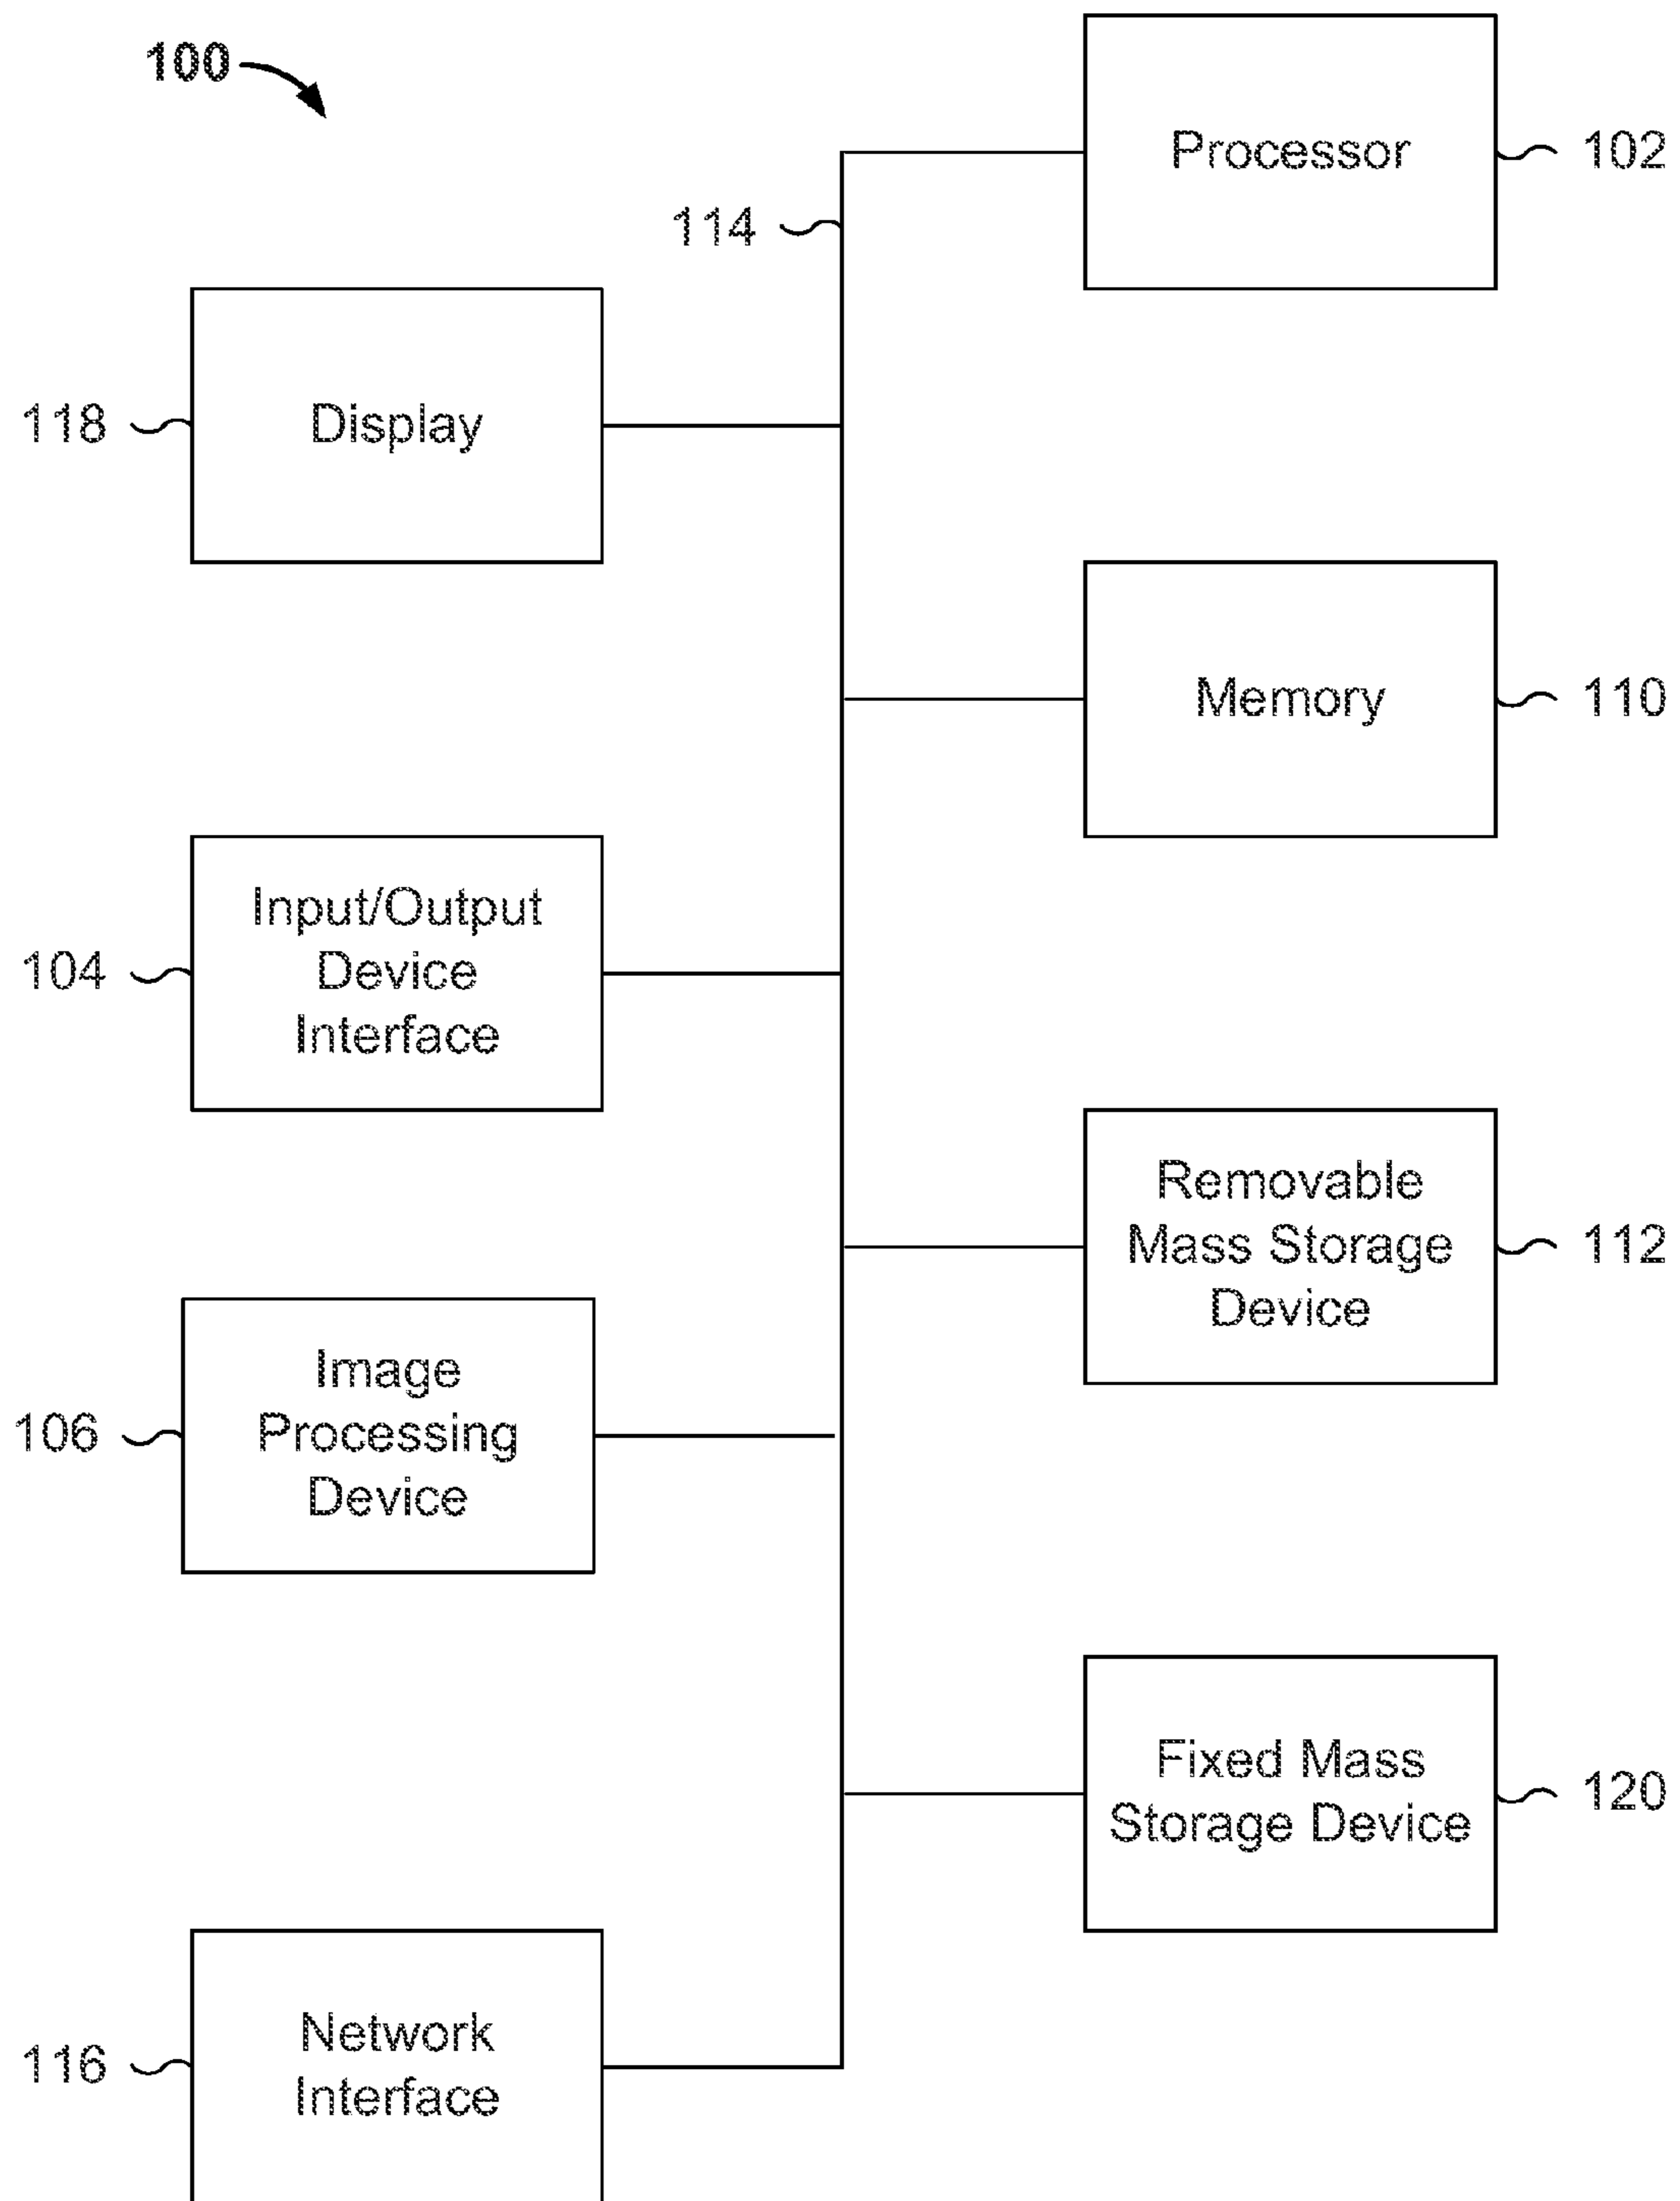 100
Processor
102
114
118
Display
Memory
110
Input/Output
Device
Interface
104
Removable
Mass Storage
Device
112
Image
Processing
Device
106
Fixed Mass
Storage Device
120
Network
Interface
116